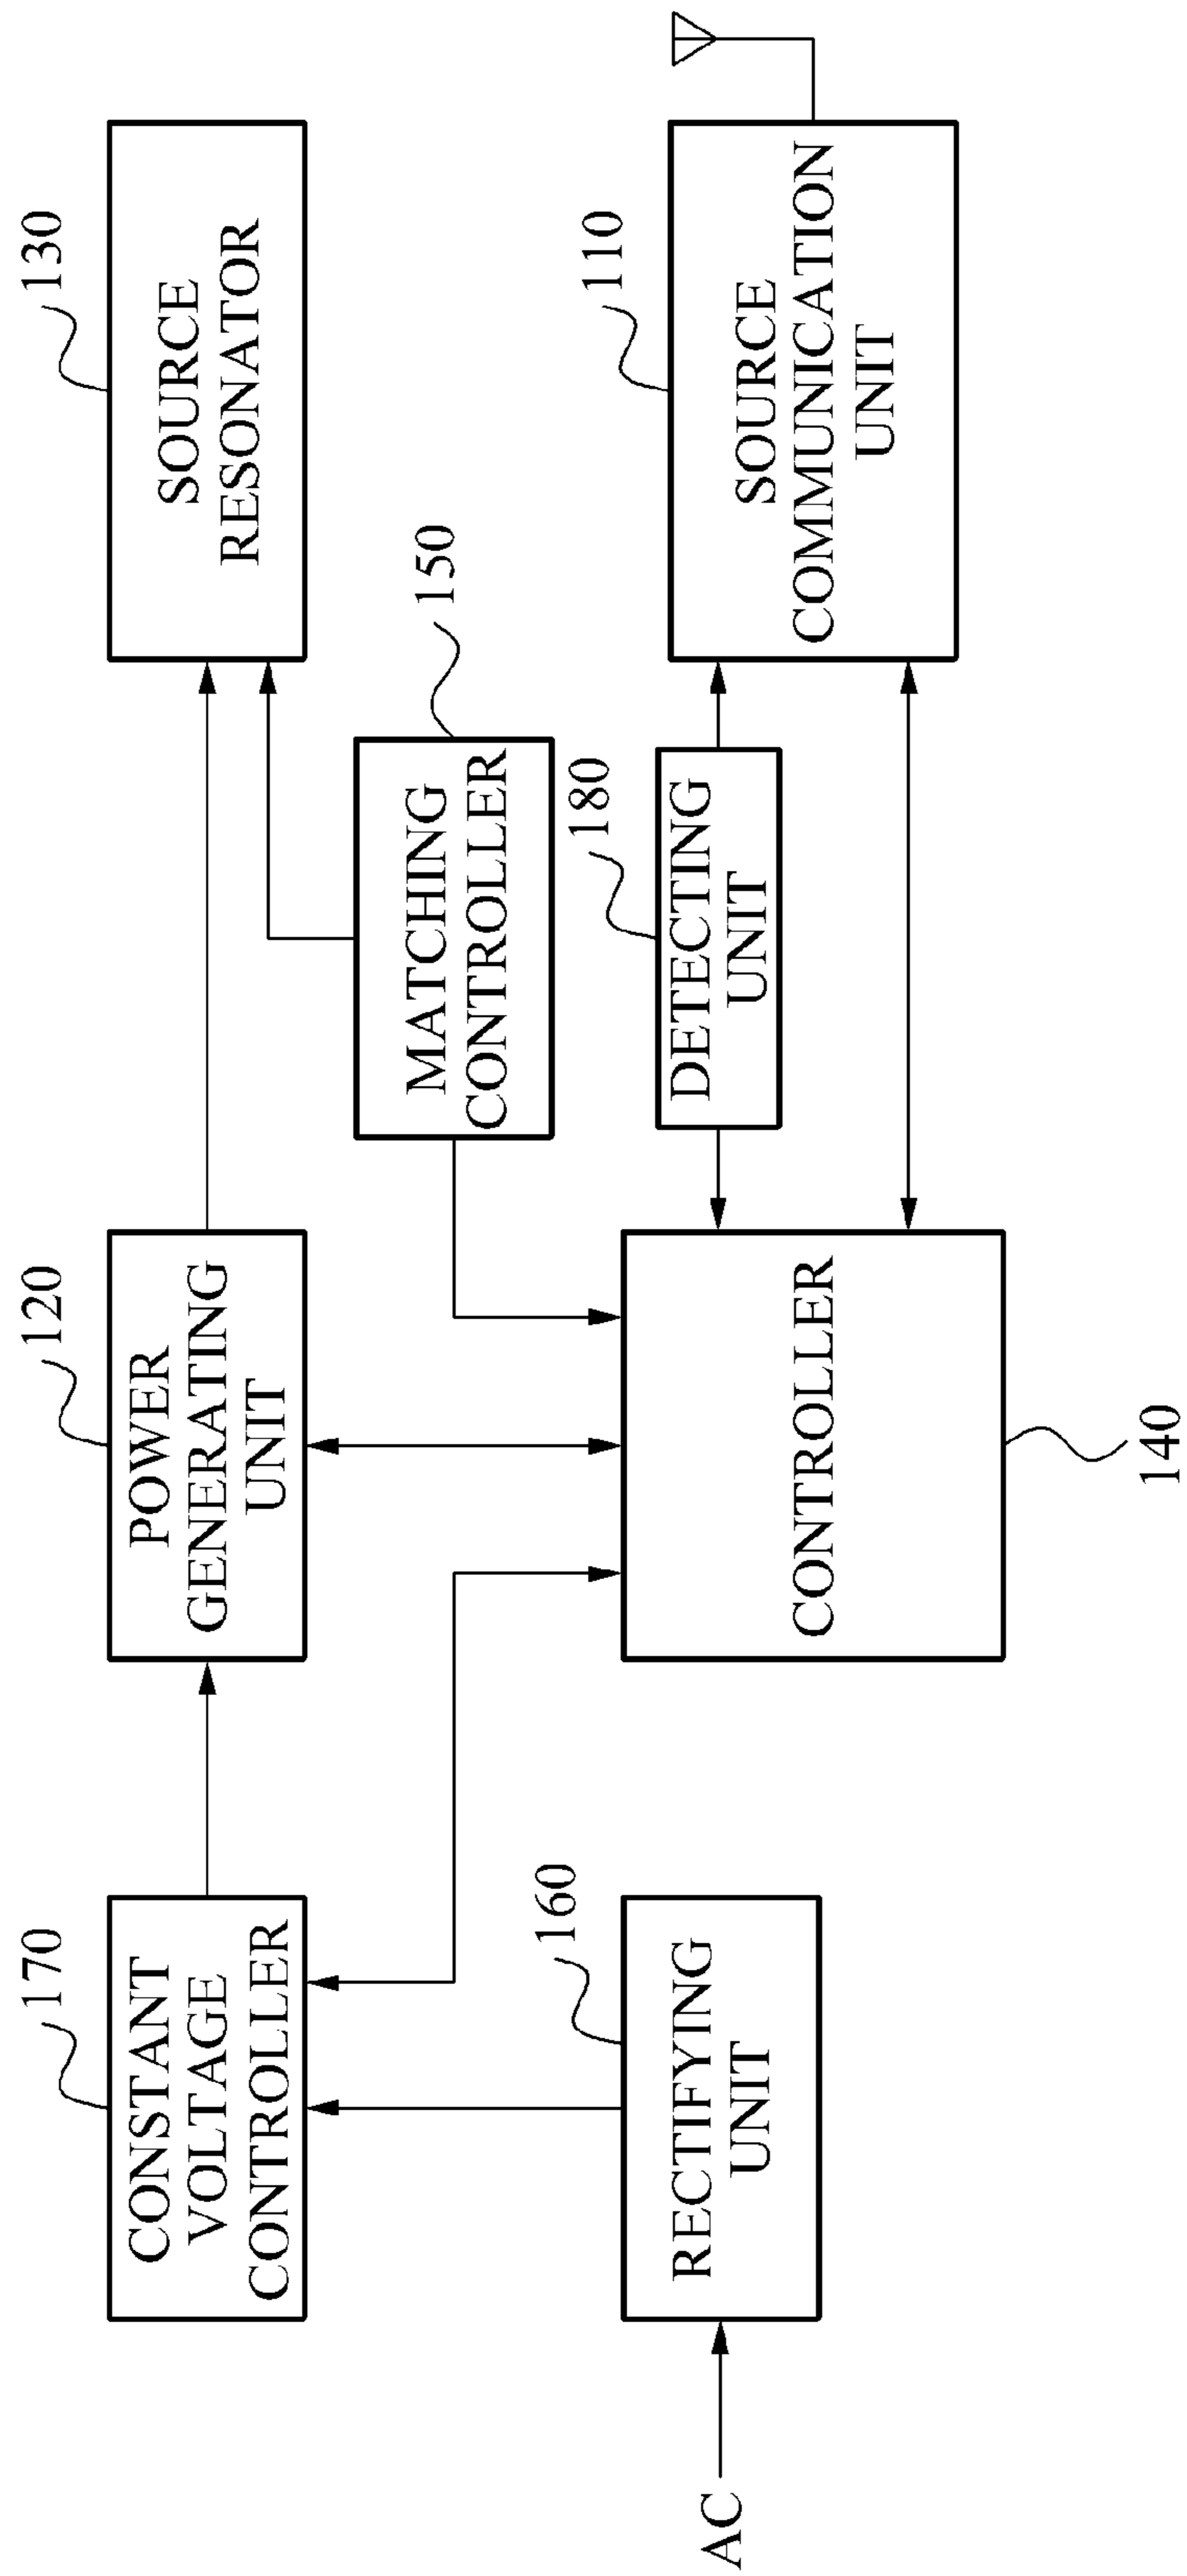 170
CONSTANT
VOLTAGE
CONTROLLER
120
POWER
GENERATING
UNIT
130
SOURCE
RESONATOR
150
MATCHING
CONTROLLER
AC
160
RECTIFYING
UNIT
CONTROLLER
140
180
DETECTING
UNIT
110
SOURCE
COMMUNICATION
UNIT